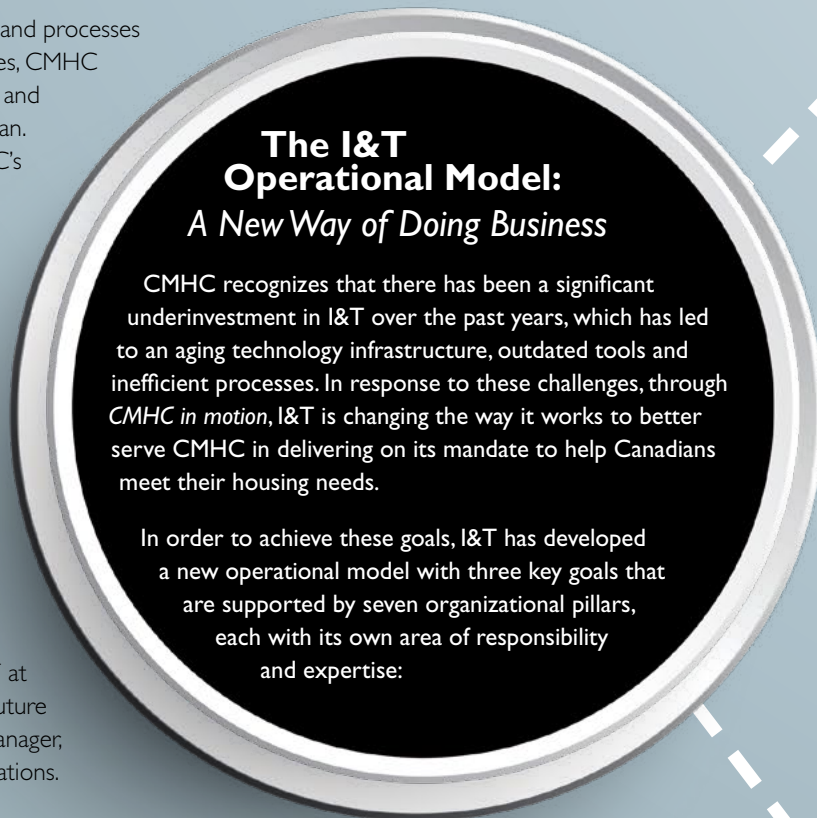 and processes
es, CMHC
and
an.
C's
at
uture
anager,
ations.
The I&T
Operational Model:
A New Way of Doing Business
CMHC recognizes that there has been a significant
underinvestment in I&T over the past years, which has led
to an aging technology infrastructure, outdated tools and
inefficient processes. In response to these challenges, through
CMHC in motion, I&T is changing the way it works to better
serve CMHC in delivering on its mandate to help Canadians
meet their housing needs.
In order to achieve these goals, I&T has developed
a new operational model with three key goals that
are supported by seven organizational pillars,
each with its own area of responsibility
and expertise: